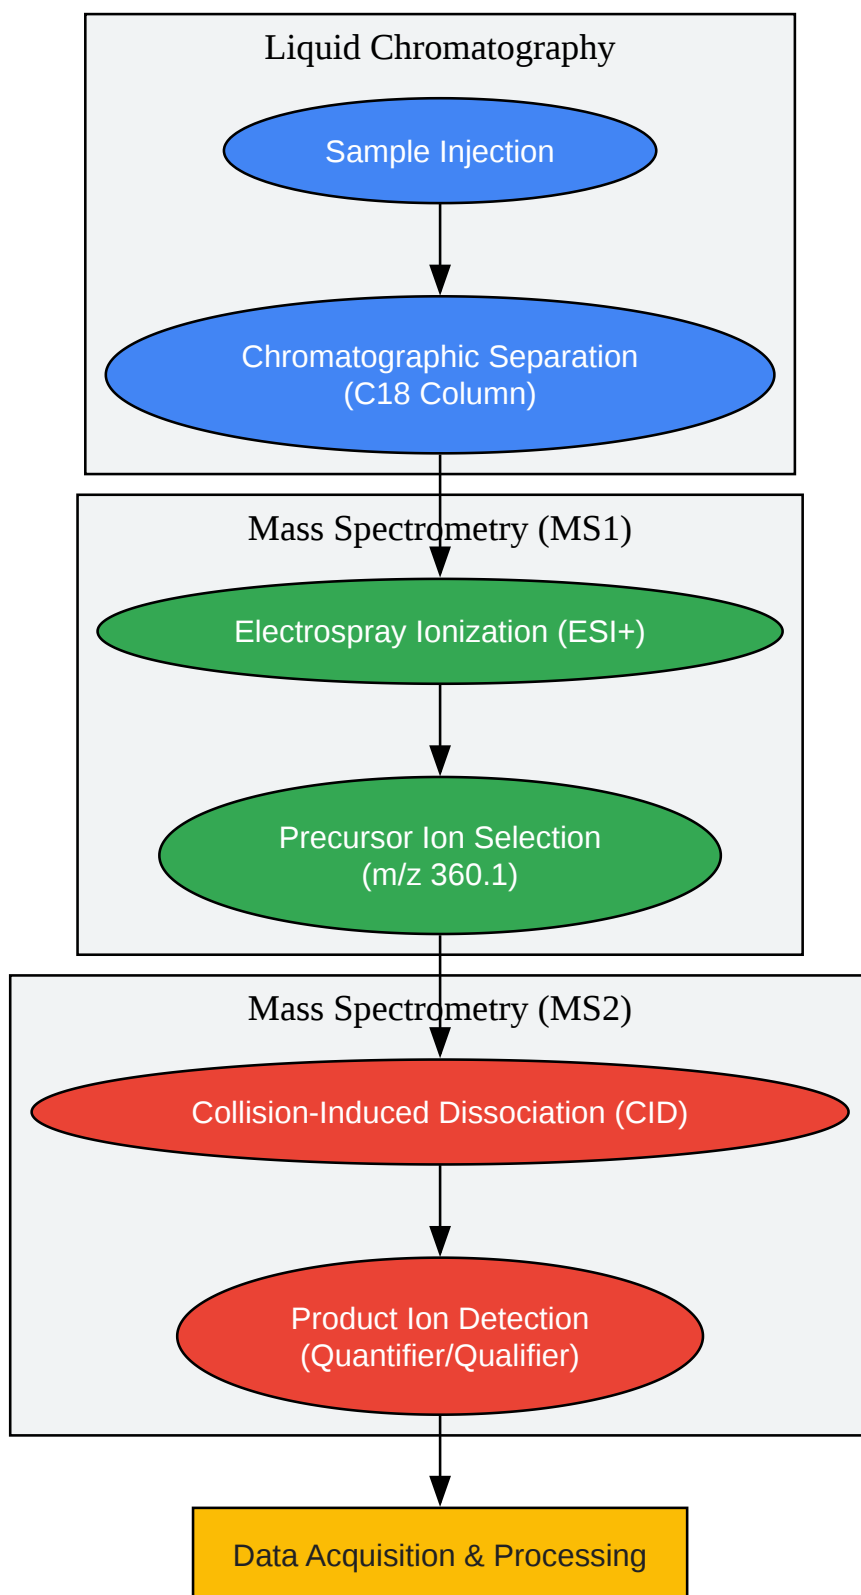 Liquid Chromatography
Sample Injection
Chromatographic Separation
(C18 Column)
Mass Spectrometry (MS1)
Electrospray Ionization (ESI+)
Precursor Ion Selection
(m/z 360.1)
Mass Spectrometry (MS2)
Collision-Induced Dissociation (CID)
Product Ion Detection
(Quantifier/Qualifier)
Data Acquisition & Processing